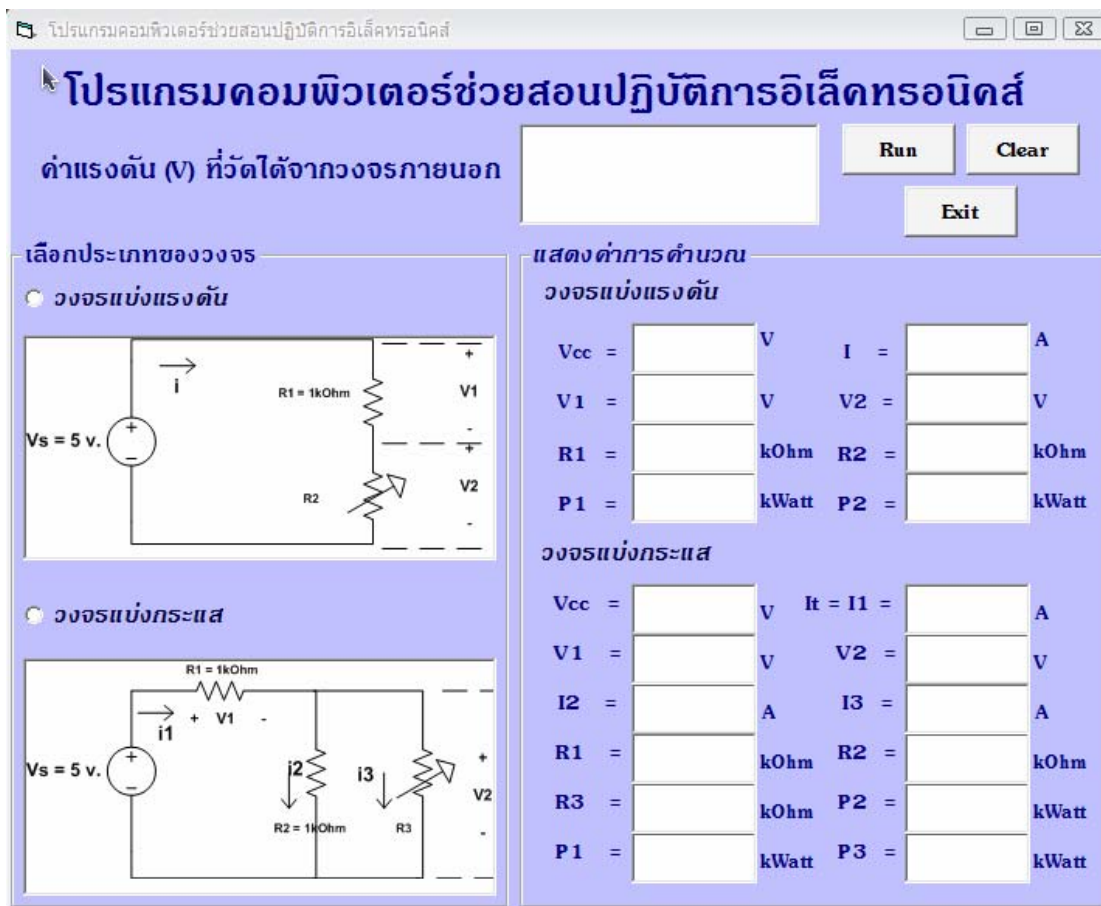 โปรแกรมคอมพิวเตอร์ช่วยสอนปฏิบัติการอิเล็คทรอนิคส์
โปรแกรมคอมพิวเตอร์ช่วยสอนปฏิบัติการอิเล็คทรอนิคส์
ค่าแรงดัน (V) ที่วัดได้จากวงจรภายนอก
Run Clear
Exit
เลือกประเภทของวงจร
วงจรแบ่งแรงดัน
i
R1 = 1kOhm
+
V1
-
Vs = 5 v.
+
-
+
R2
V2
-
วงจรแบ่งกระแส
R1 = 1kOhm
i1
+ V1 -
Vs = 5 v.
+
-
i2
i3
+
V2
R2 = 1kOhm
R3
-
แสดงค่าการคำนวณ
วงจรแบ่งแรงดัน
Vcc = V I = A
V1 = V V2 = V
R1 = kOhm R2 = kOhm
P1 = kWatt P2 = kWatt
วงจรแบ่งกระแส
Vcc = V It = I1 = A
V1 = V V2 = V
I2 = A I3 = A
R1 = kOhm R2 = kOhm
R3 = kOhm P2 = kWatt
P1 = kWatt P3 = kWatt